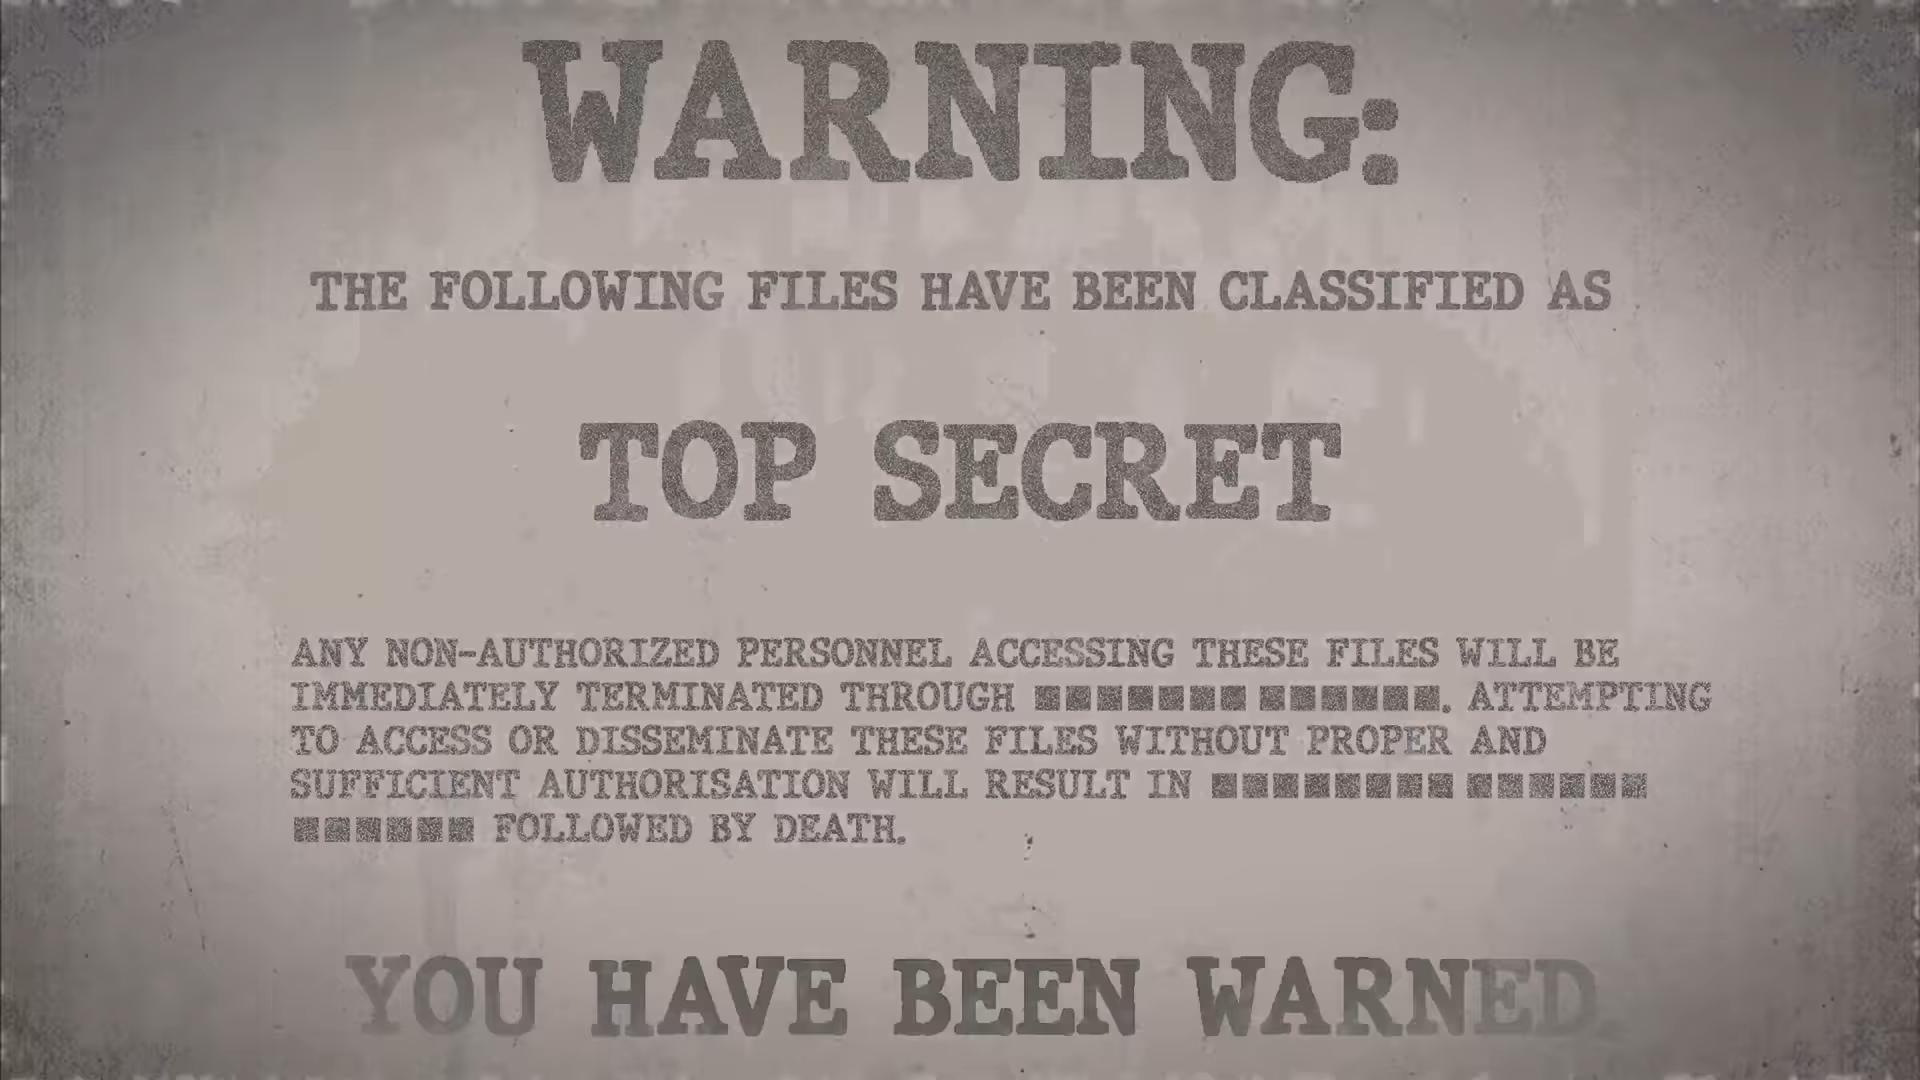 WARNING:
THE FOLLOWING FILES HAVE BEEN CLASSIFIED AS
TOP SECRET
ANY NON-AUTHORIZED PERSONNEL ACCESSING THESE FILES WILL BE
IMMEDIATELY TERMINATED THROUGH ■■■■■■■ ■■■■■■. ATTEMPTING
TO ACCESS OR DISSEMINATE THESE FILES WITHOUT PROPER AND
SUFFICIENT AUTHORISATION WILL RESULT IN ■■■■■■■■ ■■■■■■
■■■■■■ FOLLOWED BY DEATH.
YOU HAVE BEEN WARNED.